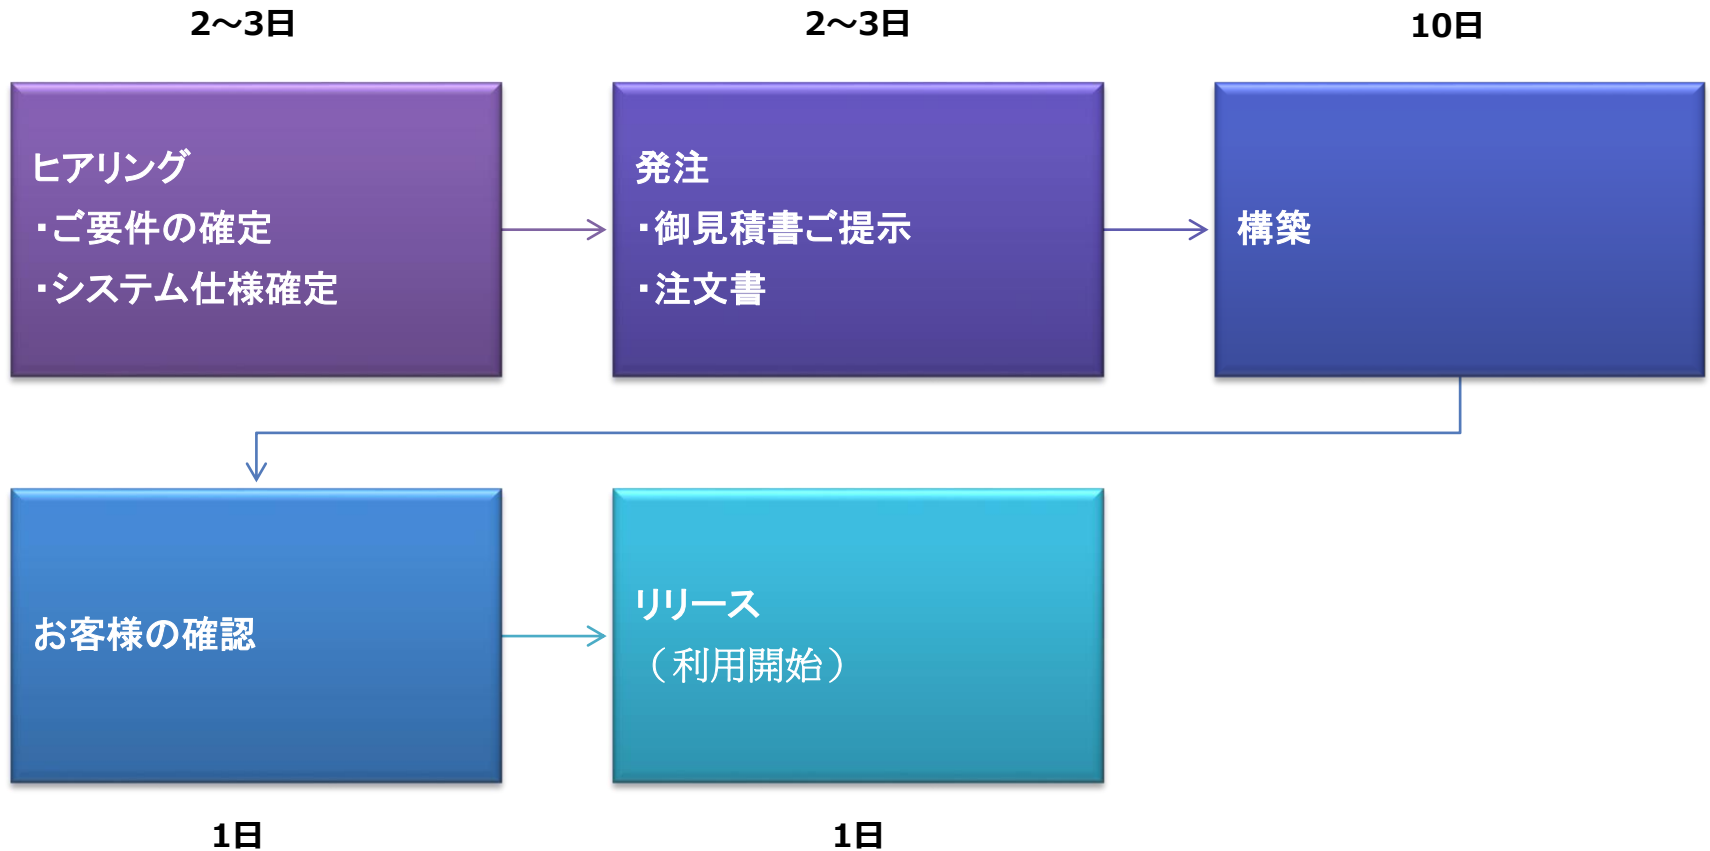 2～3日
2～3日
10日
ヒアリング
・ご要件の確定
・システム仕様確定
発注
・御見積書ご提示
・注文書
構築
お客様の確認
リリース
（利用開始）
1日
1日